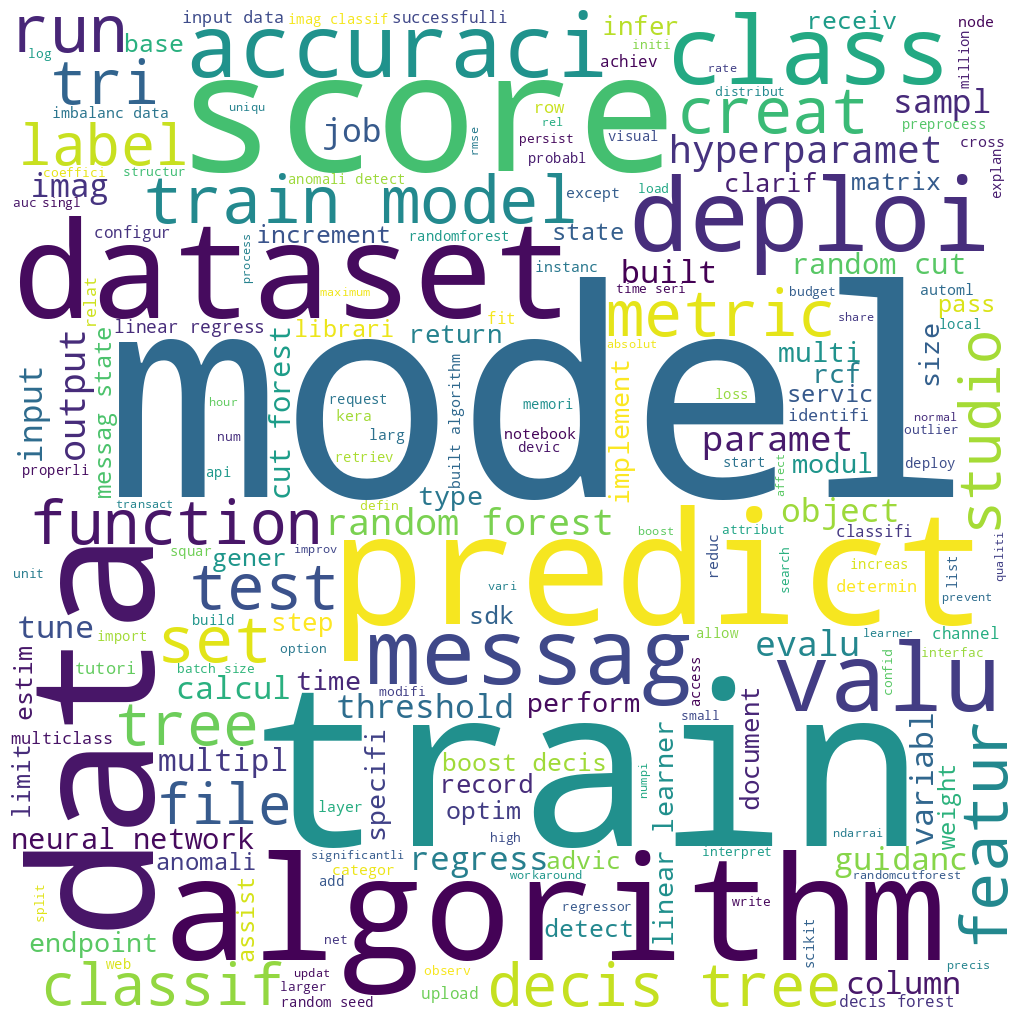 input data
imag classif
successfulli
infer
receiv
node
run
base
accuraci
initi
class
log
achiev
rate
million
tri
uniqu
score
distribut
imbalanc data
row
creat
sampl
job
rel
rmse
persist
visual
preprocess
label
probabl
hyperparamet
cross
coeffici
structur
anomali detect
load
explan
imag
train model
except
clarif
matrix
auc
singl
deploi
configur
increment
randomforest
state
dataset
process
instanc
built
random cut
relat
maximum
time seri
budget
automl
linear regress
librari
fit
metric
share
pass
return
local
messag state
cut forest
absolut
multi
size
studio
input
output
model
rcf
hour
request
built algorithm
memori
implement
loss
servic
kera
identifi
normal
num
larg
notebook
paramet
outlier
devic
properli
api
retriev
start
affect
modul
deploy
type
transact
defin
object
function
random forest
boost
attribut
classifi
squar
gener
improv
predict
reduc
search
list
qualiti
unit
data
test
vari
increas
determin
prevent
tune
build
set
step
sdk
import
option
messag
allow
evalu
learner
channel
estim
tutori
batch size
interfac
calcul
time
modifi
access
confid
valu
tree
threshold
perform
small
multiclass
train
document
variabl
limit
multipl
specifi
boost decis
numpi
linear learner
weight
featur
file
record
layer
optim
neural network
high
ndarrai
anomali
significantli
regress
advic
interpret
guidanc
categor
workaround
randomcutforest
split
assist
add
algorithm
regressor
write
endpoint
net
detect
scikit
web
updat
observ
precis
classif
larger
upload
decis tree
column
random seed
decis forest